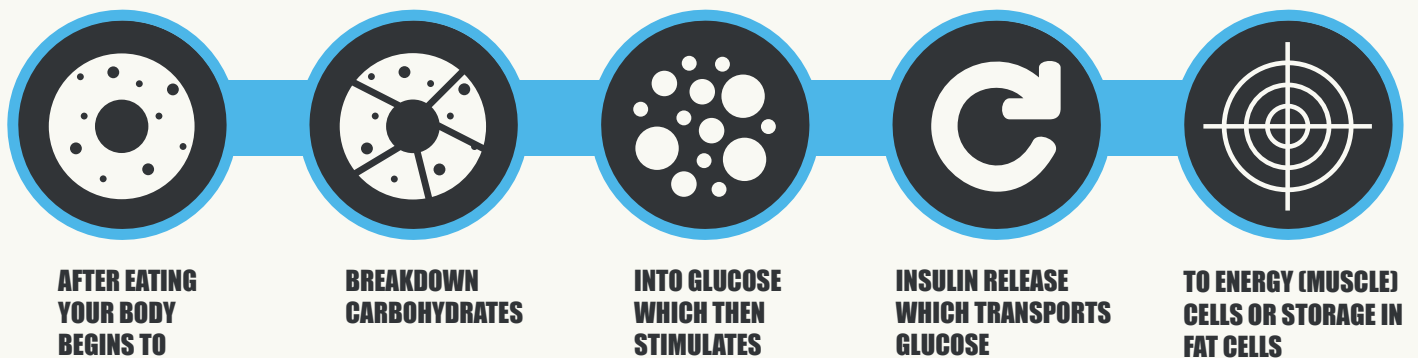 AFTER EATING
YOUR BODY
BEGINS TO
BREAKDOWN
CARBOHYDRATES
INTO GLUCOSE
WHICH THEN
STIMULATES
INSULIN RELEASE
WHICH TRANSPORTS
GLUCOSE
TO ENERGY (MUSCLE)
CELLS OR STORAGE IN
FAT CELLS